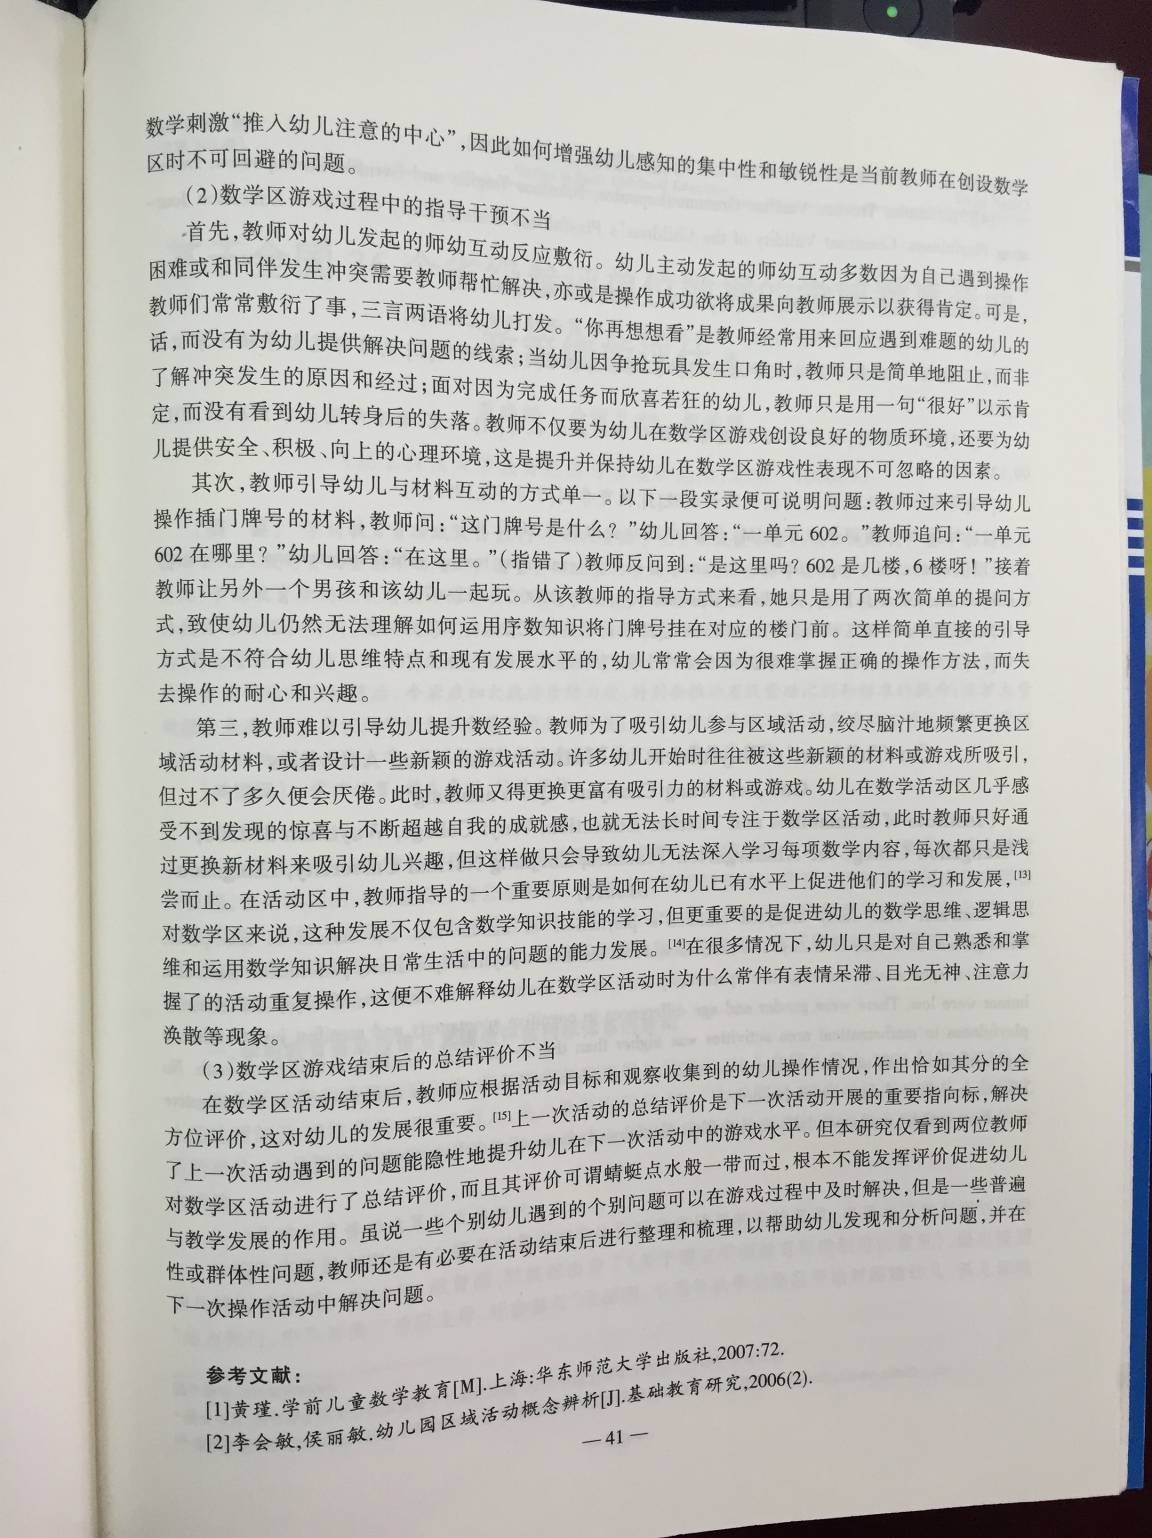 数学刺激“推入幼儿注意的中心”,因此如何增强幼儿感知的集中性和敏锐性是当前教师在创设数学
区时不可回避的问题。
(2)数学区游戏过程中的指导干预不当
首先,教师对幼儿发起的师幼互动反应敷衍。幼儿主动发起的师幼互动多数因为自己遇到操作
困难或和同伴发生冲突需要教师帮忙解决,亦或是操作成功欲将成果向教师展示以获得肯定。可是,
教师们常常敷衍了事,三言两语将幼儿打发。“你再想想看”是教师经常用来回应遇到难题的幼儿的
话,而没有为幼儿提供解决问题的线索;当幼儿因争抢玩具发生口角时,教师只是简单地阻止,而非
了解冲突发生的原因和经过;面对因为完成任务而欣喜若狂的幼儿,教师只是用一句“很好”以示肯
定,而没有看到幼儿转身后的失落。教师不仅要为幼儿在数学区游戏创设良好的物质环境,还要为幼
儿提供安全、积极、向上的心理环境,这是提升并保持幼儿在数学区游戏性表现不可忽略的因素。
其次,教师引导幼儿与材料互动的方式单一。以下一段实录便可说明问题:教师过来引导幼儿
操作插门牌号的材料,教师问:“这门牌号是什么?”幼儿回答:“一单元 602。”教师追问:“一单元
602 在哪里?”幼儿回答:“在这里。”(指错了)教师反问到:“是这里吗?602 是几楼,6 楼呀!”接着
教师让另外一个男孩和该幼儿一起玩。从该教师的指导方式来看,她只是用了两次简单的提问方
式,致使幼儿仍然无法理解如何运用序数知识将门牌号挂在对应的楼门前。这样简单直接的引导
方式是不符合幼儿思维特点和现有发展水平的,幼儿常常会因为很难掌握正确的操作方法,而失
去操作的耐心和兴趣。
第三,教师难以引导幼儿提升数经验。教师为了吸引幼儿参与区域活动,绞尽脑汁地频繁更换区
域活动材料,或者设计一些新颖的游戏活动。许多幼儿开始时往往被这些新颖的材料或游戏所吸引,
但过不了多久便会厌倦。此时,教师又得更换更富有吸引力的材料或游戏。幼儿在数学活动区几乎感
受不到发现的惊喜与不断超越自我的成就感,也就无法长时间专注于数学区活动,此时教师只好通
过更换新材料来吸引幼儿兴趣,但这样做只会导致幼儿无法深入学习每项数学内容,每次都只是浅
尝而止。在活动区中,教师指导的一个重要原则是如何在幼儿已有水平上促进他们的学习和发展,[13]
对数学区来说,这种发展不仅包含数学知识技能的学习,但更重要的是促进幼儿的数学思维、逻辑思
维和运用数学知识解决日常生活中的问题的能力发展。[14]在很多情况下,幼儿只是对自己熟悉和掌
握了的活动重复操作,这便不难解释幼儿在数学区活动时为什么常伴有表情呆滞、目光无神、注意力
涣散等现象。
(3)数学区游戏结束后的总结评价不当
在数学区活动结束后,教师应根据活动目标和观察收集到的幼儿操作情况,作出恰如其分的全
方位评价,这对幼儿的发展很重要。[15]上一次活动的总结评价是下一次活动开展的重要指向标,解决
了上一次活动遇到的问题能隐性地提升幼儿在下一次活动中的游戏水平。但本研究仅看到两位教师
对数学区活动进行了总结评价,而且其评价可谓蜻蜓点水般一带而过,根本不能发挥评价促进幼儿
与教学发展的作用。虽说一些个别幼儿遇到的个别问题可以在游戏过程中及时解决,但是一些普遍
性或群体性问题,教师还是有必要在活动结束后进行整理和梳理,以帮助幼儿发现和分析问题,并在
下一次操作活动中解决问题。
参考文献:
[1]黄瑾.学前儿童数学教育[M].上海:华东师范大学出版社,2007:72.
[2]李会敏,侯丽敏.幼儿园区域活动概念辨析[J].基础教育研究,2006(2).
— 41 —